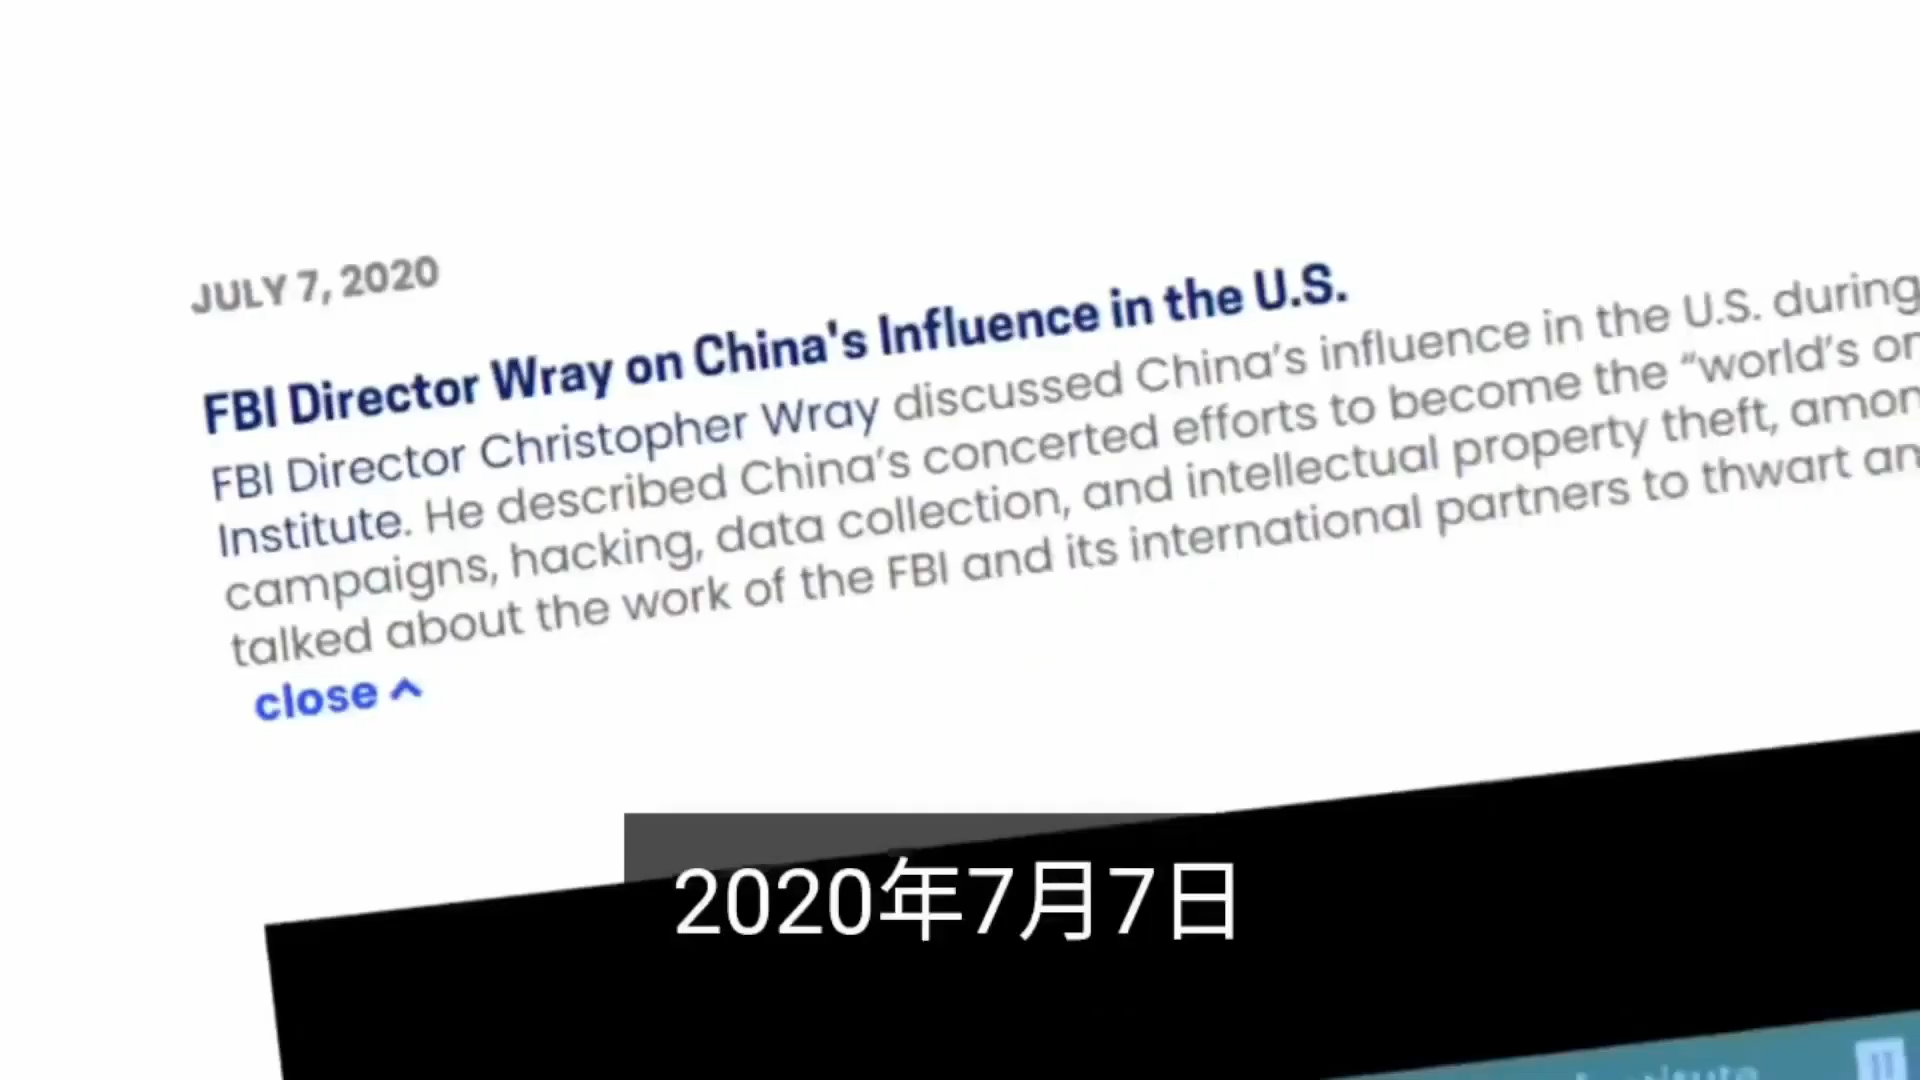 JULY 7, 2020
FBI Director Wray on China's Influence in the U.S.
FBI Director Christopher Wray discussed China's influence in the U.S. during
Institute. He described China's concerted efforts to become the “world's
campaigns, hacking, data collection, and intellectual property theft,
talked about the work of the FBI and its international partners to thwart
close
2020年7月7日